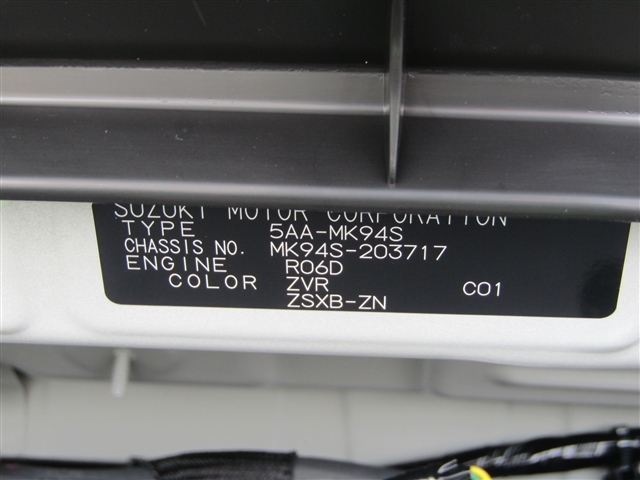 SUZUKI MOTOR CORPORATION
TYPE 5AA-MK94S
CHASSIS NO. MK94S-203717
ENGINE R06D
COLOR ZVR C01
ZSXB-ZN